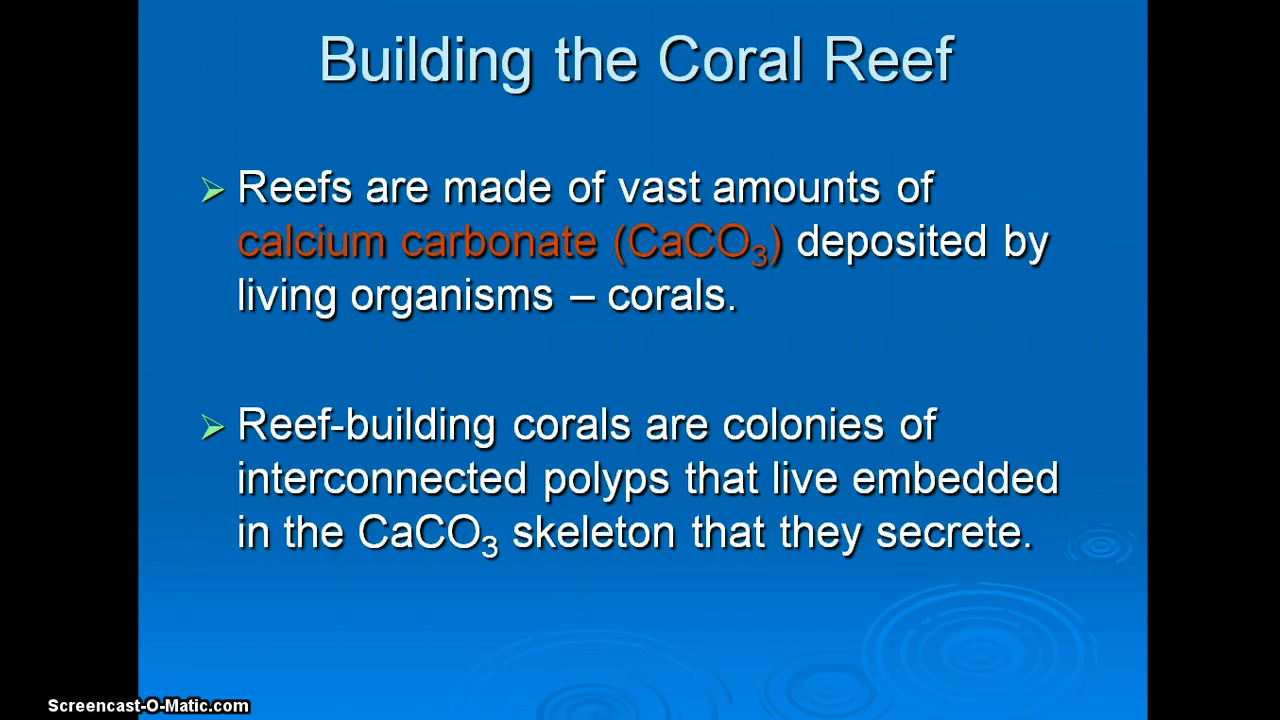 Building the Coral Reef
Reefs are made of vast amounts of
calcium carbonate (CaCO₃) deposited by
living organisms – corals.
Reef-building corals are colonies of
interconnected polyps that live embedded
in the CaCO₃ skeleton that they secrete.
Screencast-O-Matic.com